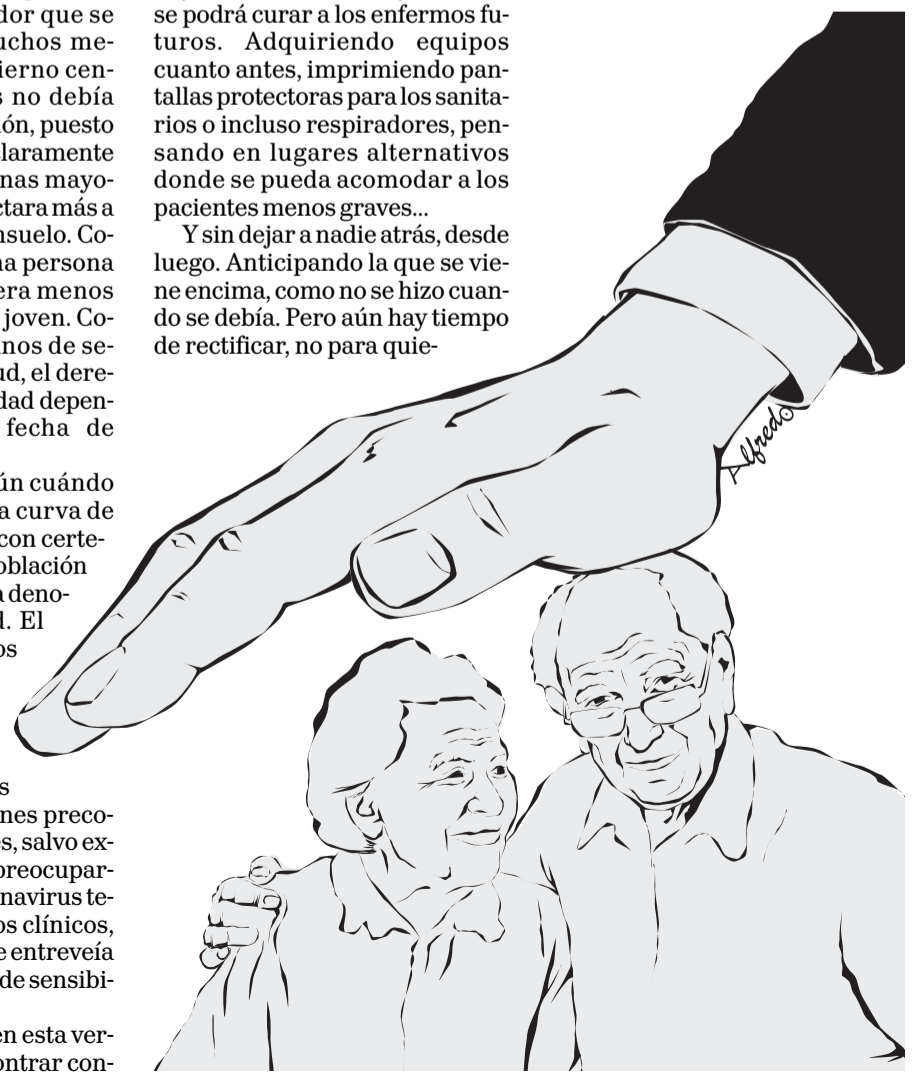 dor que se
uchos me-
ierno cen-
s no debía
ión, puesto
claramente
nas mayo-
ctara más a
nsuelo. Co-
na persona
era menos
joven. Co-
nos de se-
ud, el dere-
dad depen-
fecha de
ún cuándo
a curva de
con certe-
oblación
a deno-
d. El
os
s
nes preco-
es, salvo ex-
preocupar-
navirus te-
os clínicos,
e entreveía
de sensibi-
en esta ver-
ontrar con-
se podrá curar a los enfermos fu-
turos. Adquiriendo equipos
cuanto antes, imprimiendo pan-
tallas protectoras para los sanita-
rios o incluso respiradores, pen-
sando en lugares alternativos
donde se pueda acomodar a los
pacientes menos graves...
Y sin dejar a nadie atrás, desde
luego. Anticipando la que se vie-
ne encima, como no se hizo cuan-
do se debía. Pero aún hay tiempo
de rectificar, no para quie-
Alfredo